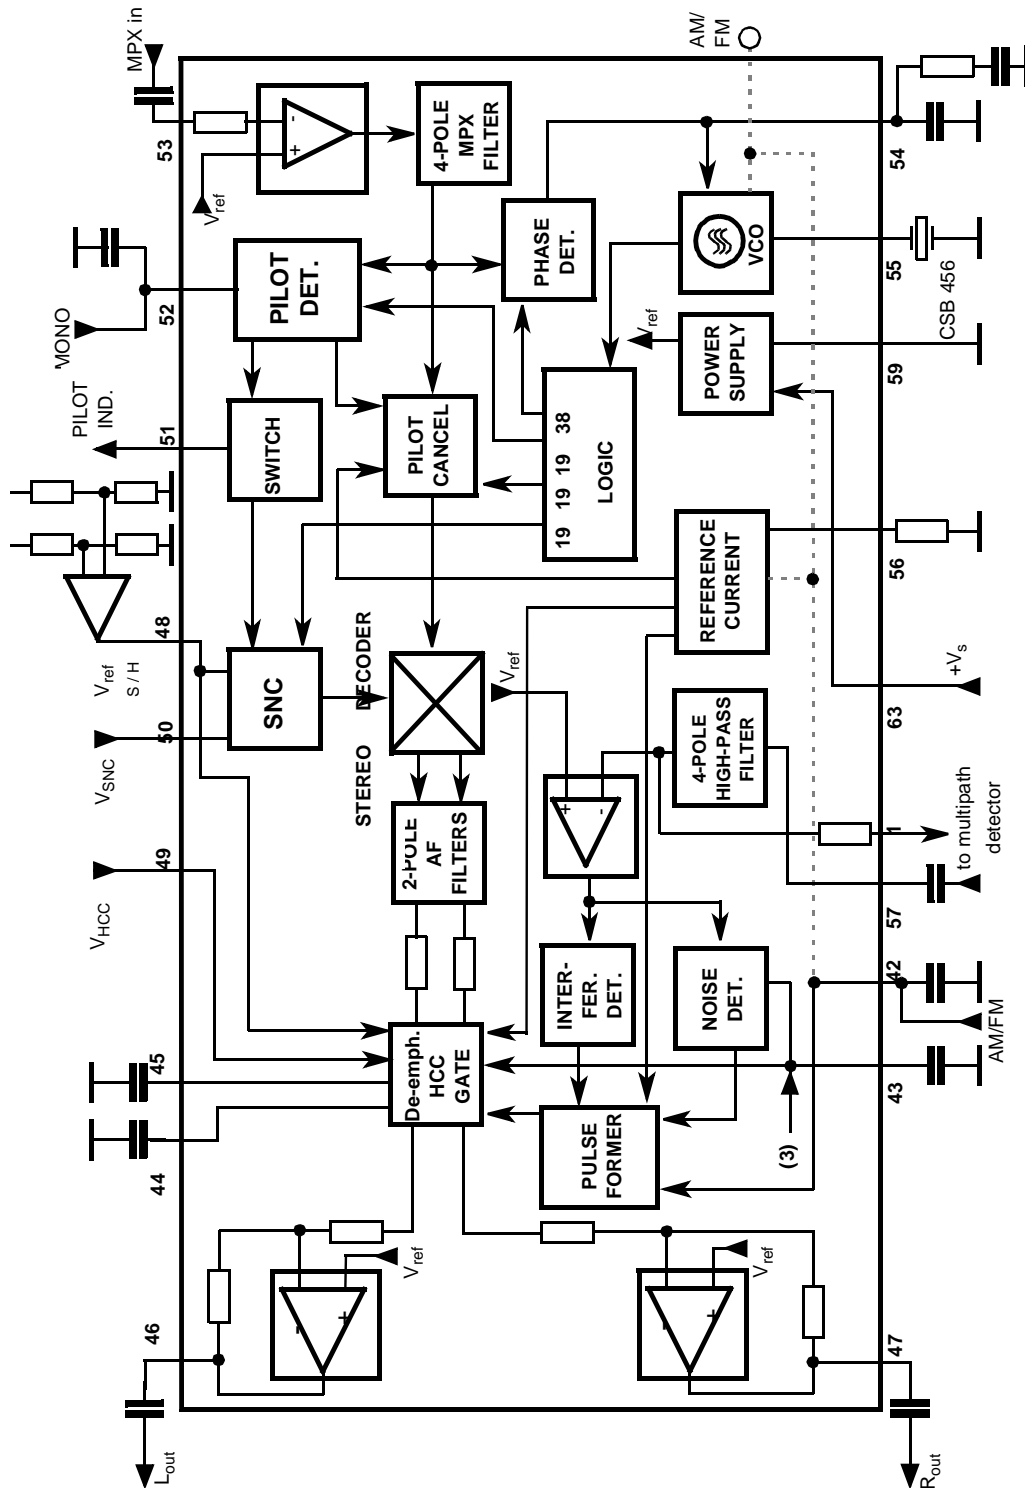 MPX in
53
Vref
+
-
4-POLE
MPX
FILTER
AM/
FM
54
PHASE
DET.
VCO
55
CSB 456
PILOT
DET.
52
MONO
PILOT
IND.
51
SWITCH
PILOT
CANCEL
19 19 19 38
LOGIC
Vref
POWER
SUPPLY
59
REFERENCE
CURRENT
56
+Vs
63
48
Vref
S / H
50
VSNC
SNC
STEREO DECODER
Vref
4-POLE
HIGH-PASS
FILTER
+
-
1
to multipath
detector
57
49
VHCC
2-POLE
AF
FILTERS
INTER-
FER.
DET.
NOISE
DET.
42
AM/FM
43
(3)
45
44
De-emph.
HCC
GATE
PULSE
FORMER
46
Lout
-
+
Vref
-
+
Vref
47
Rout